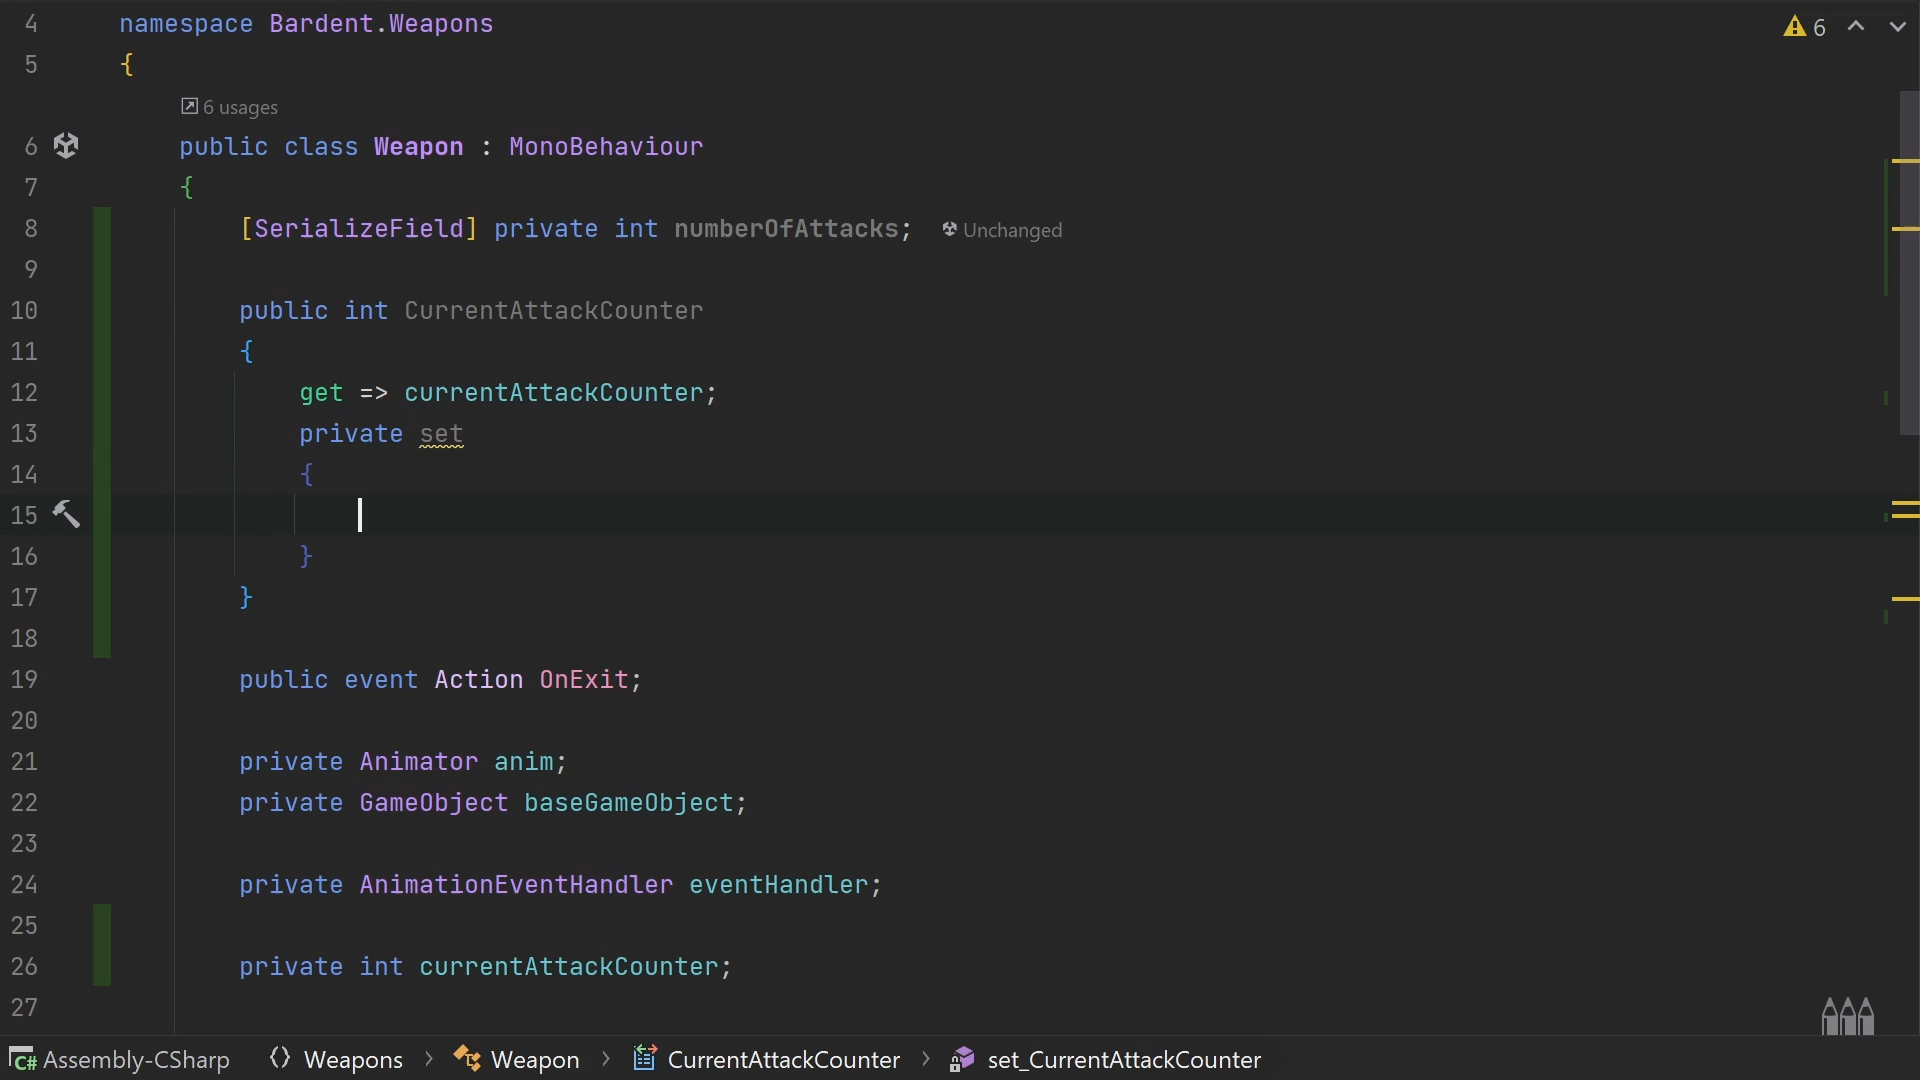 4 namespace Bardent.Weapons
6
5 {
6 usages
6 public class Weapon : MonoBehaviour
7 {
8 [SerializeField] private int numberOfAttacks; Unchanged
9
10 public int CurrentAttackCounter
11 {
12 get => currentAttackCounter;
13 private set
14 {
15
16 }
17 }
18
19 public event Action OnExit;
20
21 private Animator anim;
22 private GameObject baseGameObject;
23
24 private AnimationEventHandler eventHandler;
25
26 private int currentAttackCounter;
27
C# Assembly-CSharp {} Weapons > Weapon > CurrentAttackCounter > set_CurrentAttackCounter